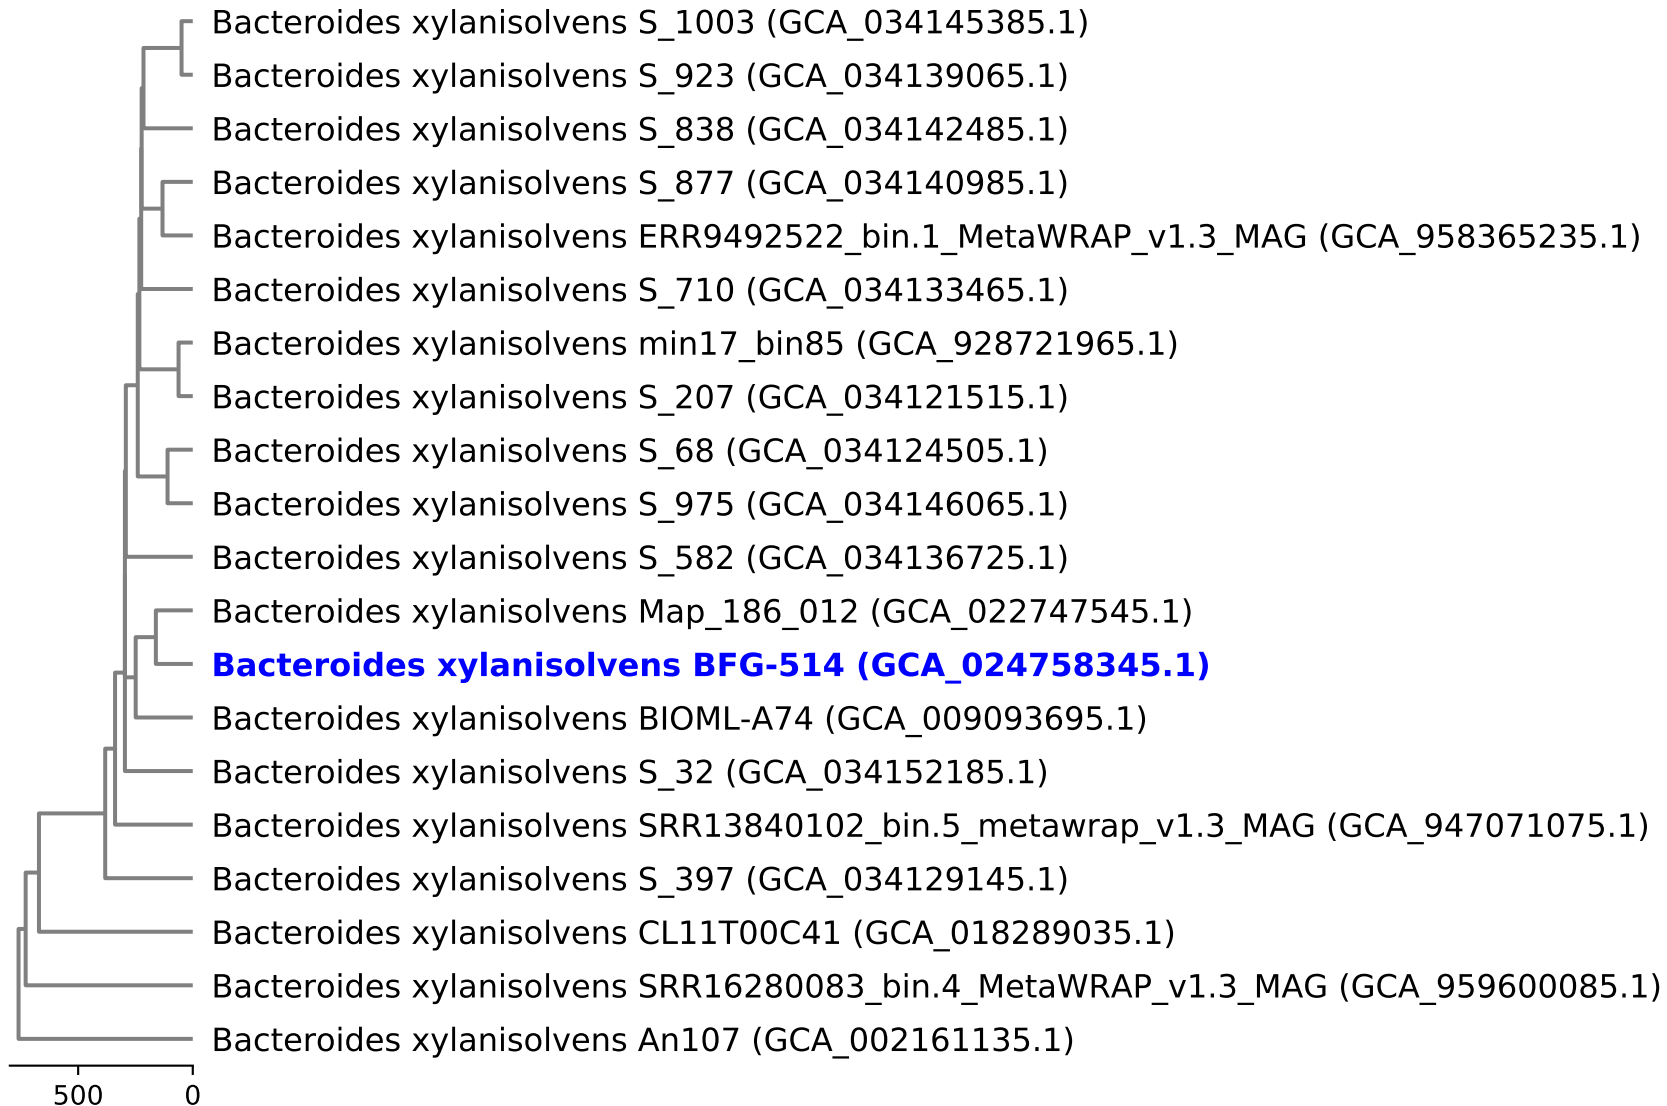 Bacteroides xylanisolvens S_1003 (GCA_034145385.1)
Bacteroides xylanisolvens S_923 (GCA_034139065.1)
Bacteroides xylanisolvens S_838 (GCA_034142485.1)
Bacteroides xylanisolvens S_877 (GCA_034140985.1)
Bacteroides xylanisolvens ERR9492522_bin.1_MetaWRAP_v1.3_MAG (GCA_958365235.1)
Bacteroides xylanisolvens S_710 (GCA_034133465.1)
Bacteroides xylanisolvens min17_bin85 (GCA_928721965.1)
Bacteroides xylanisolvens S_207 (GCA_034121515.1)
Bacteroides xylanisolvens S_68 (GCA_034124505.1)
Bacteroides xylanisolvens S_975 (GCA_034146065.1)
Bacteroides xylanisolvens S_582 (GCA_034136725.1)
Bacteroides xylanisolvens Map_186_012 (GCA_022747545.1)
Bacteroides xylanisolvens BFG-514 (GCA_024758345.1)
Bacteroides xylanisolvens BIOML-A74 (GCA_009093695.1)
Bacteroides xylanisolvens S_32 (GCA_034152185.1)
Bacteroides xylanisolvens SRR13840102_bin.5_metawrap_v1.3_MAG (GCA_947071075.1)
Bacteroides xylanisolvens S_397 (GCA_034129145.1)
Bacteroides xylanisolvens CL11T00C41 (GCA_018289035.1)
Bacteroides xylanisolvens SRR16280083_bin.4_MetaWRAP_v1.3_MAG (GCA_959600085.1)
Bacteroides xylanisolvens An107 (GCA_002161135.1)
500 0